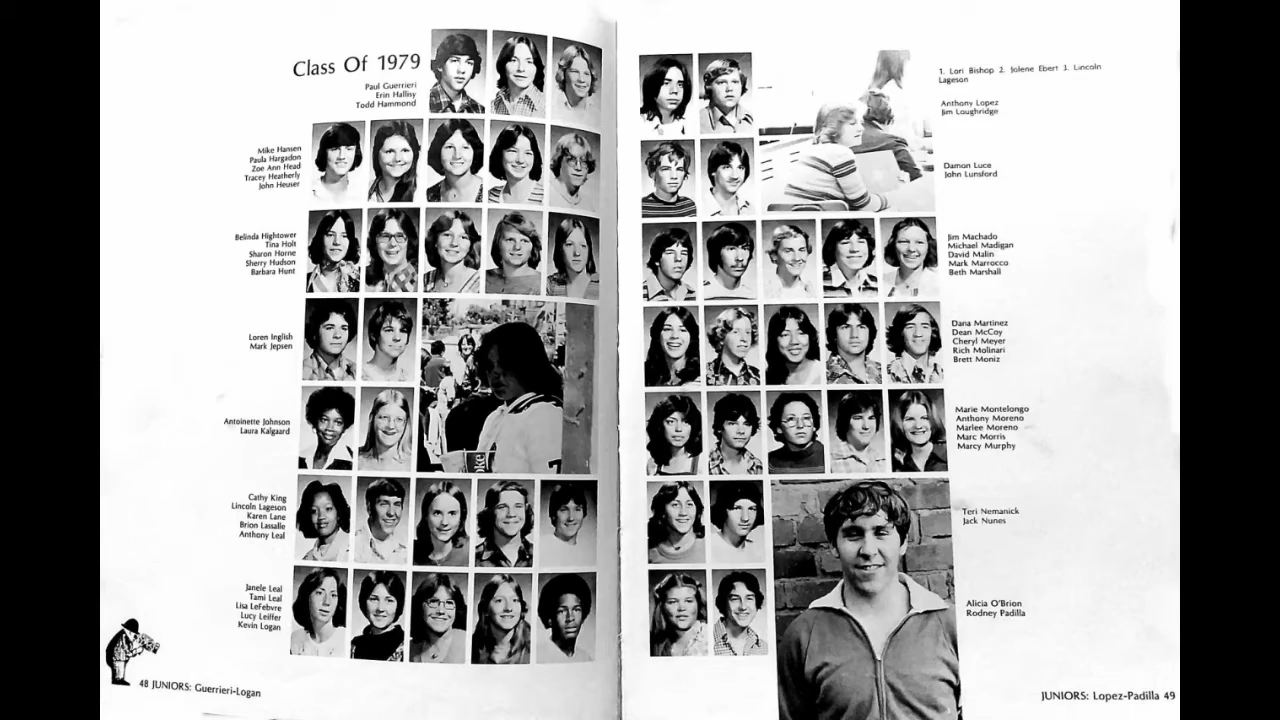 Class Of 1979
Paul Guerrieri
Erin Hallisy
Todd Hammond
Mike Hansen
Paula Hargadon
Zoe Ann Head
Tracey Heatherly
John Heuser
Belinda Hightower
Tina Holt
Sharon Horne
Sherry Hudson
Barbara Hunt
Loren Inglish
Mark Jepsen
Antoinette Johnson
Laura Kalgaard
Cathy King
Lincoln Lageson
Karen Lane
Brion Lassalle
Anthony Leal
Janele Leal
Tami Leal
Lisa LeFebvre
Lucy Leiffer
Kevin Logan
48 JUNIORS: Guerrieri-Logan
1. Lori Bishop 2. Jolene Ebert 3. Lincoln
Lageson
Anthony Lopez
Jim Loughridge
Damon Luce
John Lunsford
Jim Machado
Michael Madigan
David Malin
Mark Marrocco
Beth Marshall
Dana Martinez
Dean McCoy
Cheryl Meyer
Rich Molinari
Brett Moniz
Marie Montelongo
Anthony Moreno
Marlee Moreno
Marc Morris
Marcy Murphy
Teri Nemanick
Jack Nunes
Alicia O'Brion
Rodney Padilla
JUNIORS: Lopez-Padilla 49